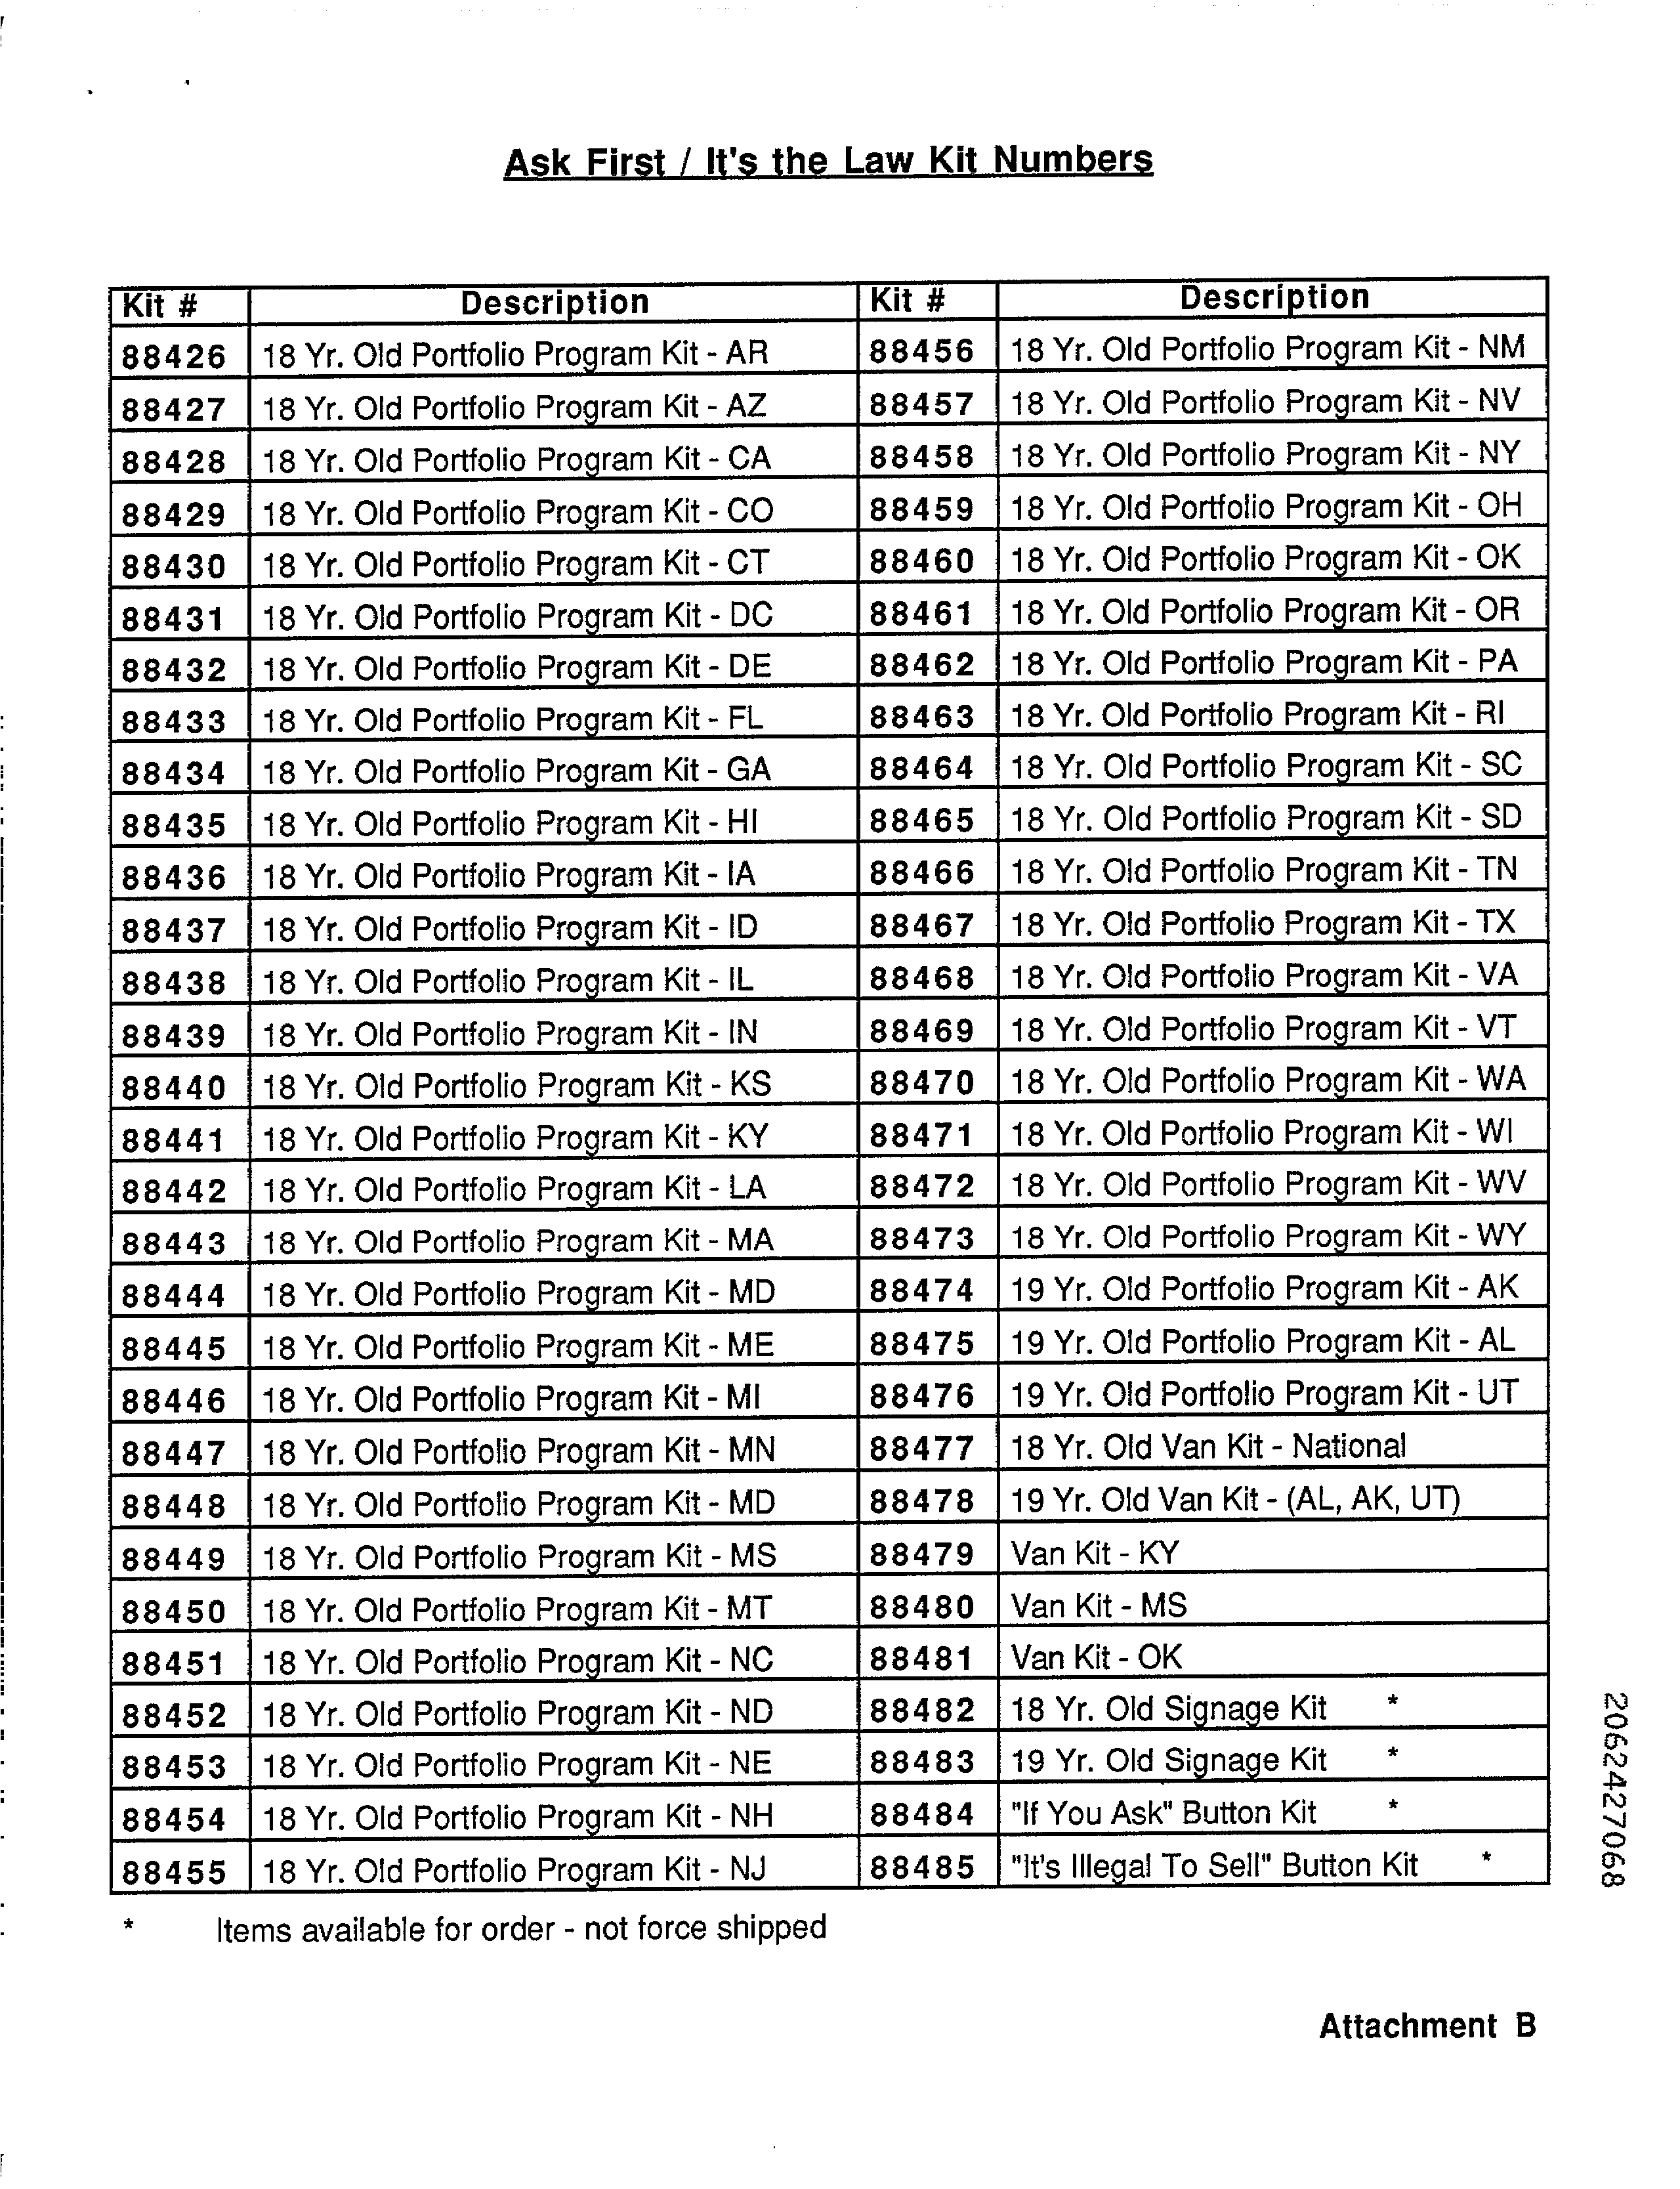 Ask First / It's the Law Kit Numbers
Kit # Description Kit # Description
88426 18 Yr. Old Portfolio Program Kit - AR 88456 18 Yr. Old Portfolio Program Kit - NM
88427 18 Yr. Old Portfolio Program Kit - AZ 88457 18 Yr. Old Portfolio Program Kit - NV
88428 18 Yr. Old Portfolio Program Kit - CA 88458 18 Yr. Old Portfolio Program Kit - NY
88429 18 Yr. Old Portfolio Program Kit - CO 88459 18 Yr. Old Portfolio Program Kit - OH
88430 18 Yr. Old Portfolio Program Kit - CT 88460 18 Yr. Old Portfolio Program Kit - OK
88431 18 Yr. Old Portfolio Program Kit - DC 88461 18 Yr. Old Portfolio Program Kit - OR
88432 18 Yr. Old Portfolio Program Kit - DE 88462 18 Yr. Old Portfolio Program Kit - PA
88433 18 Yr. Old Portfolio Program Kit - FL 88463 18 Yr. Old Portfolio Program Kit - RI
88434 18 Yr. Old Portfolio Program Kit - GA 88464 18 Yr. Old Portfolio Program Kit - SC
88435 18 Yr. Old Portfolio Program Kit - HI 88465 18 Yr. Old Portfolio Program Kit - SD
88436 18 Yr. Old Portfolio Program Kit - IA 88466 18 Yr. Old Portfolio Program Kit - TN
88437 18 Yr. Old Portfolio Program Kit - ID 88467 18 Yr. Old Portfolio Program Kit - TX
88438 18 Yr. Old Portfolio Program Kit - IL 88468 18 Yr. Old Portfolio Program Kit - VA
88439 18 Yr. Old Portfolio Program Kit - IN 88469 18 Yr. Old Portfolio Program Kit - VT
88440 18 Yr. Old Portfolio Program Kit - KS 88470 18 Yr. Old Portfolio Program Kit - WA
88441 18 Yr. Old Portfolio Program Kit - KY 88471 18 Yr. Old Portfolio Program Kit - WI
88442 18 Yr. Old Portfolio Program Kit - LA 88472 18 Yr. Old Portfolio Program Kit - WV
88443 18 Yr. Old Portfolio Program Kit - MA 88473 18 Yr. Old Portfolio Program Kit - WY
88444 18 Yr. Old Portfolio Program Kit - MD 88474 19 Yr. Old Portfolio Program Kit - AK
88445 18 Yr. Old Portfolio Program Kit - ME 88475 19 Yr. Old Portfolio Program Kit - AL
88446 18 Yr. Old Portfolio Program Kit - MI 88476 19 Yr. Old Portfolio Program Kit - UT
88447 18 Yr. Old Portfolio Program Kit - MN 88477 18 Yr. Old Van Kit - National
88448 18 Yr. Old Portfolio Program Kit - MD 88478 19 Yr. Old Van Kit - (AL, AK, UT)
88449 18 Yr. Old Portfolio Program Kit - MS 88479 Van Kit - KY
88450 18 Yr. Old Portfolio Program Kit - MT 88480 Van Kit - MS
88451 18 Yr. Old Portfolio Program Kit - NC 88481 Van Kit - OK
88452 18 Yr. Old Portfolio Program Kit - ND 88482 18 Yr. Old Signage Kit *
88453 18 Yr. Old Portfolio Program Kit - NE 88483 19 Yr. Old Signage Kit *
88454 18 Yr. Old Portfolio Program Kit - NH 88484 "If You Ask" Button Kit *
88455 18 Yr. Old Portfolio Program Kit - NJ 88485 "It's Illegal To Sell" Button Kit *
* Items available for order - not force shipped
Attachment B
2062427068